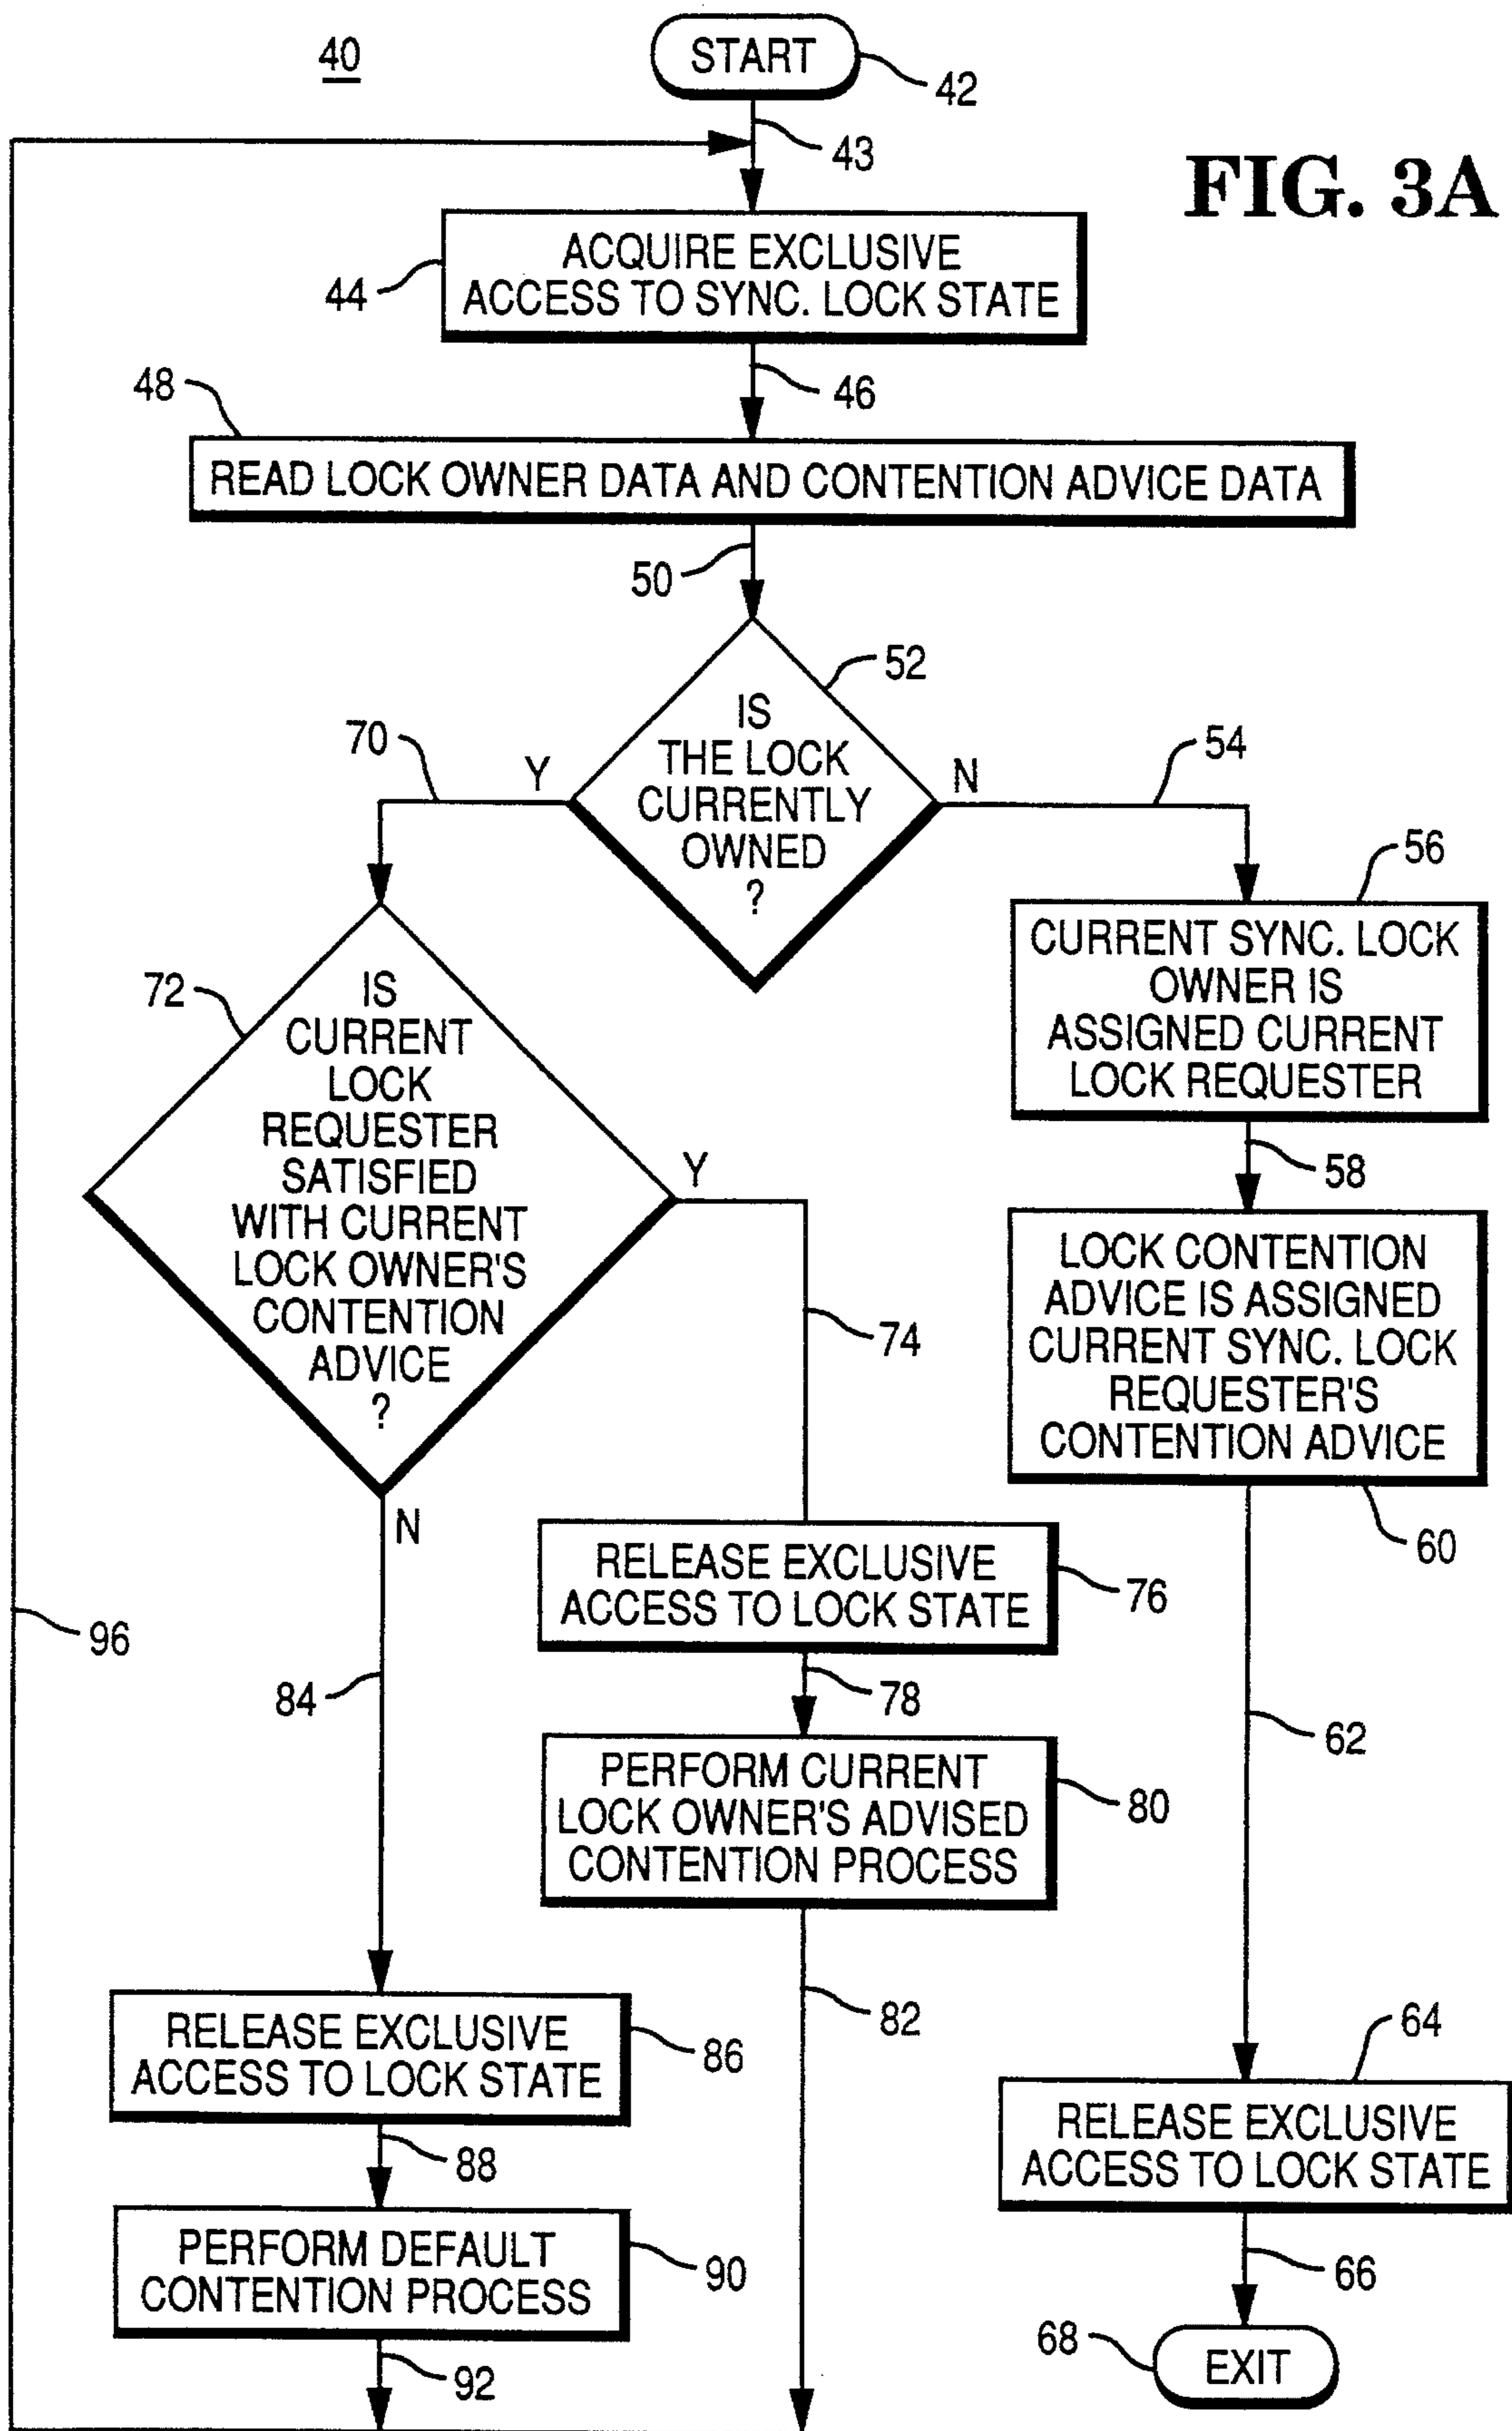 40
START
42
43
FIG. 3A
ACQUIRE EXCLUSIVE
ACCESS TO SYNC. LOCK STATE
44
46
48
READ LOCK OWNER DATA AND CONTENTION ADVICE DATA
50
52
IS
THE LOCK
CURRENTLY
OWNED
?
70
Y
N
54
56
CURRENT SYNC. LOCK
OWNER IS
ASSIGNED CURRENT
LOCK REQUESTER
58
72
IS
CURRENT
LOCK
REQUESTER
SATISFIED
WITH CURRENT
LOCK OWNER'S
CONTENTION
ADVICE
?
Y
74
N
LOCK CONTENTION
ADVICE IS ASSIGNED
CURRENT SYNC. LOCK
REQUESTER'S
CONTENTION ADVICE
60
RELEASE EXCLUSIVE
ACCESS TO LOCK STATE
76
96
84
78
62
PERFORM CURRENT
LOCK OWNER'S ADVISED
CONTENTION PROCESS
80
82
RELEASE EXCLUSIVE
ACCESS TO LOCK STATE
86
64
RELEASE EXCLUSIVE
ACCESS TO LOCK STATE
88
PERFORM DEFAULT
CONTENTION PROCESS
90
66
92
68
EXIT